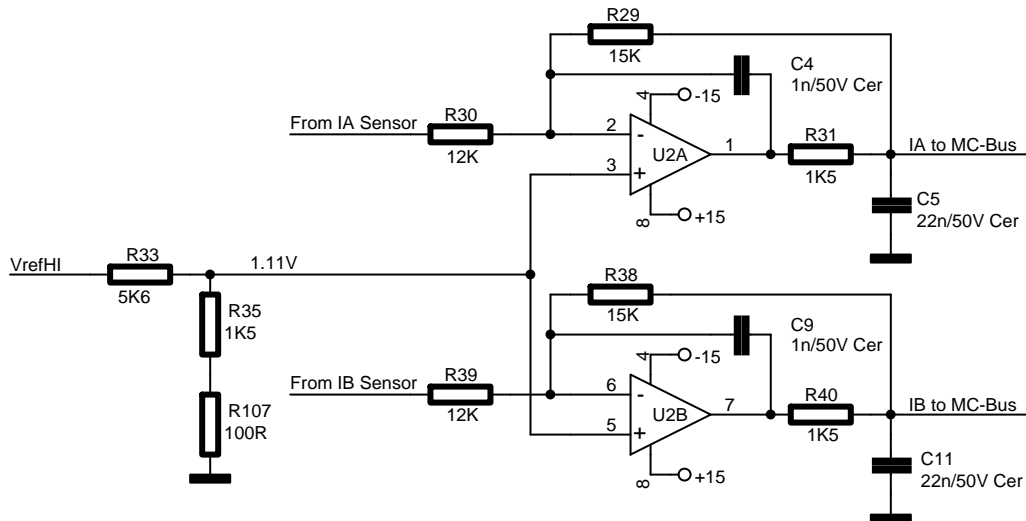 R29
15K
C4
1n/50V Cer
4
-15
From IA Sensor
R30
12K
2
-
U2A
1
R31
1K5
IA to MC-Bus
3
+
8
+15
C5
22n/50V Cer
VrefHI
R33
5K6
1.11V
R38
15K
R35
1K5
C9
1n/50V Cer
4
-15
From IB Sensor
R39
12K
6
-
U2B
7
R40
1K5
IB to MC-Bus
R107
100R
5
+
8
+15
C11
22n/50V Cer